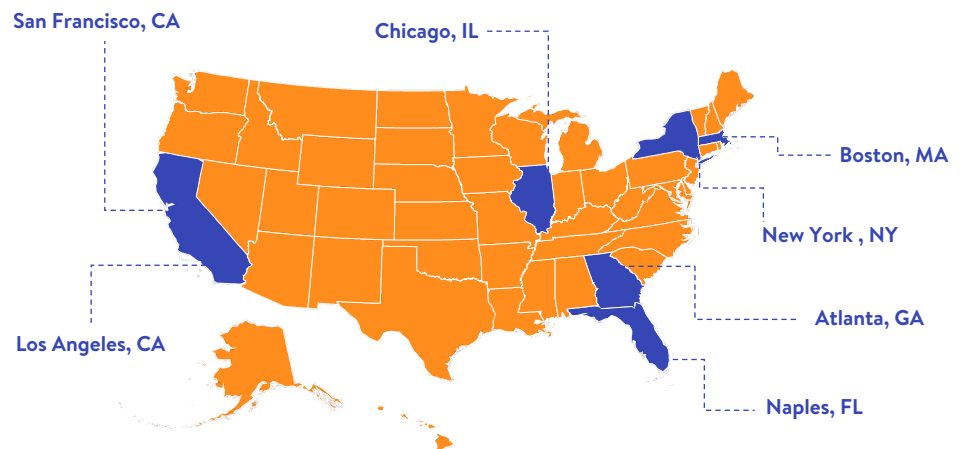 San Francisco, CA
Chicago, IL
Boston, MA
New York , NY
Atlanta, GA
Los Angeles, CA
Naples, FL